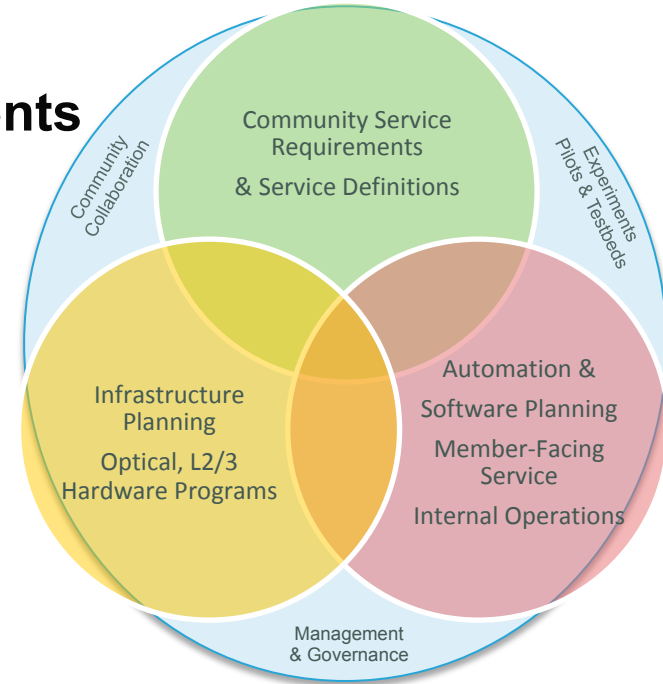 nts
Community
Collaboration
Experiments
Pilots & Testbeds
Community Service
Requirements
& Service Definitions
Infrastructure
Planning
Optical, L2/3
Hardware Programs
Automation &
Software Planning
Member-Facing
Service
Internal Operations
Management
& Governance